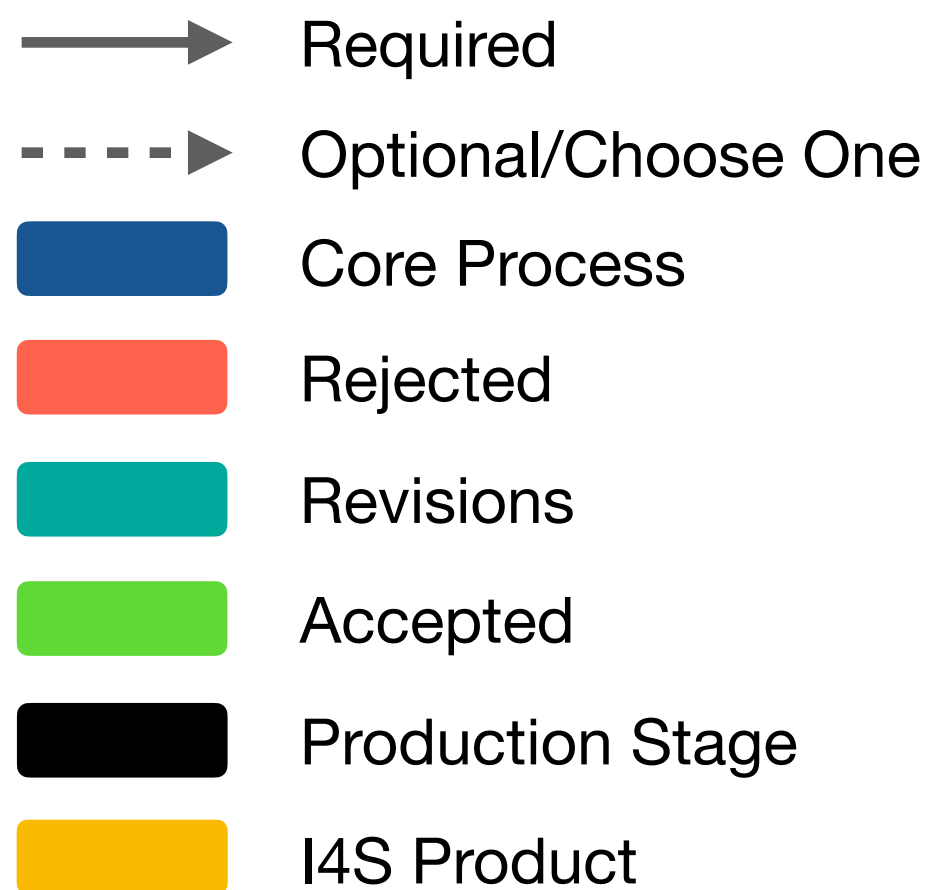 Required
Optional/Choose One
Core Process
Rejected
Revisions
Accepted
Production Stage
I4S Product